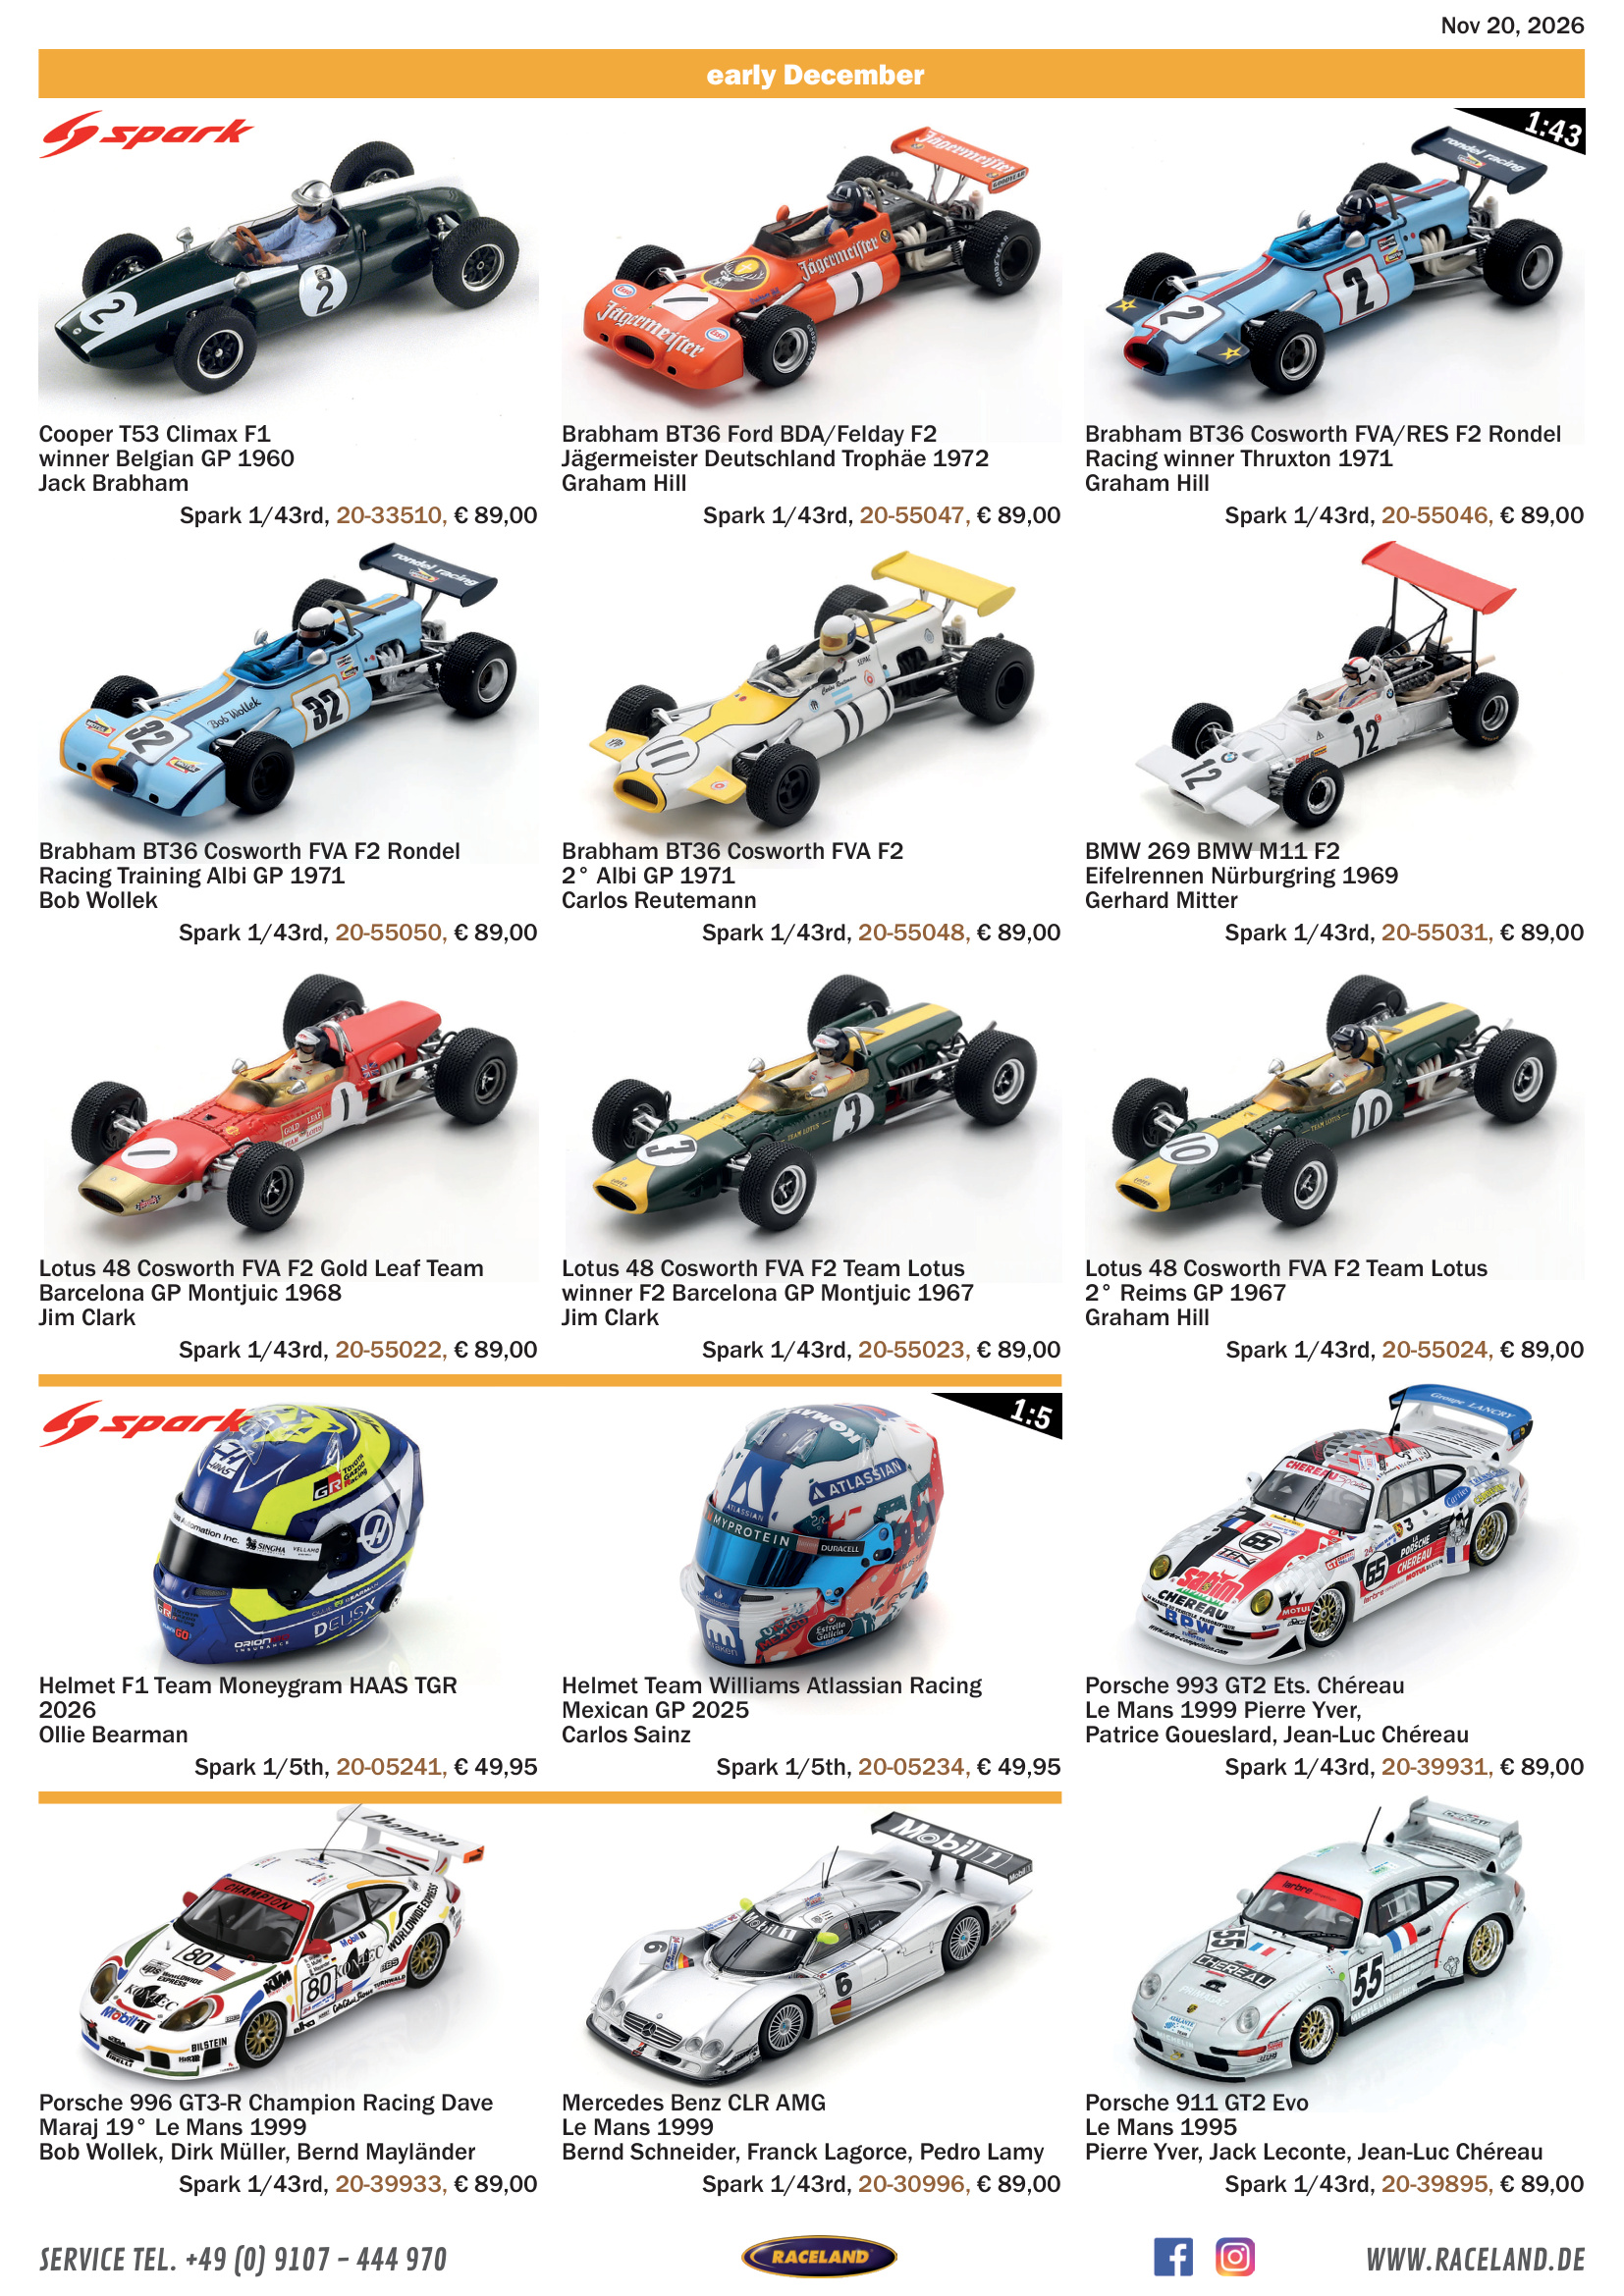 Nov 20, 2026
early December
spark
1:43
Cooper T53 Climax F1
winner Belgian GP 1960
Jack Brabham
Spark 1/43rd, 20-33510, € 89,00
Brabham BT36 Ford BDA/Felday F2
Jägermeister Deutschland Trophäe 1972
Graham Hill
Spark 1/43rd, 20-55047, € 89,00
Brabham BT36 Cosworth FVA/RES F2 Rondel
Racing winner Thruxton 1971
Graham Hill
Spark 1/43rd, 20-55046, € 89,00
Brabham BT36 Cosworth FVA F2 Rondel
Racing Training Albi GP 1971
Bob Wollek
Spark 1/43rd, 20-55050, € 89,00
Brabham BT36 Cosworth FVA F2
2° Albi GP 1971
Carlos Reutemann
Spark 1/43rd, 20-55048, € 89,00
BMW 269 BMW M11 F2
Eifelrennen Nürburgring 1969
Gerhard Mitter
Spark 1/43rd, 20-55031, € 89,00
Lotus 48 Cosworth FVA F2 Gold Leaf Team
Barcelona GP Montjuic 1968
Jim Clark
Spark 1/43rd, 20-55022, € 89,00
Lotus 48 Cosworth FVA F2 Team Lotus
winner F2 Barcelona GP Montjuic 1967
Jim Clark
Spark 1/43rd, 20-55023, € 89,00
Lotus 48 Cosworth FVA F2 Team Lotus
2° Reims GP 1967
Graham Hill
Spark 1/43rd, 20-55024, € 89,00
spark
1:5
Helmet F1 Team Moneygram HAAS TGR
2026
Ollie Bearman
Spark 1/5th, 20-05241, € 49,95
Helmet Team Williams Atlassian Racing
Mexican GP 2025
Carlos Sainz
Spark 1/5th, 20-05234, € 49,95
Porsche 993 GT2 Ets. Chéreau
Le Mans 1999 Pierre Yver,
Patrice Goueslard, Jean-Luc Chéreau
Spark 1/43rd, 20-39931, € 89,00
Porsche 996 GT3-R Champion Racing Dave
Maraj 19° Le Mans 1999
Bob Wollek, Dirk Müller, Bernd Mayländer
Spark 1/43rd, 20-39933, € 89,00
Mercedes Benz CLR AMG
Le Mans 1999
Bernd Schneider, Franck Lagorce, Pedro Lamy
Spark 1/43rd, 20-30996, € 89,00
Porsche 911 GT2 Evo
Le Mans 1995
Pierre Yver, Jack Leconte, Jean-Luc Chéreau
Spark 1/43rd, 20-39895, € 89,00
SERVICE TEL. +49 (0) 9107 - 444 970
RACELAND
WWW.RACELAND.DE